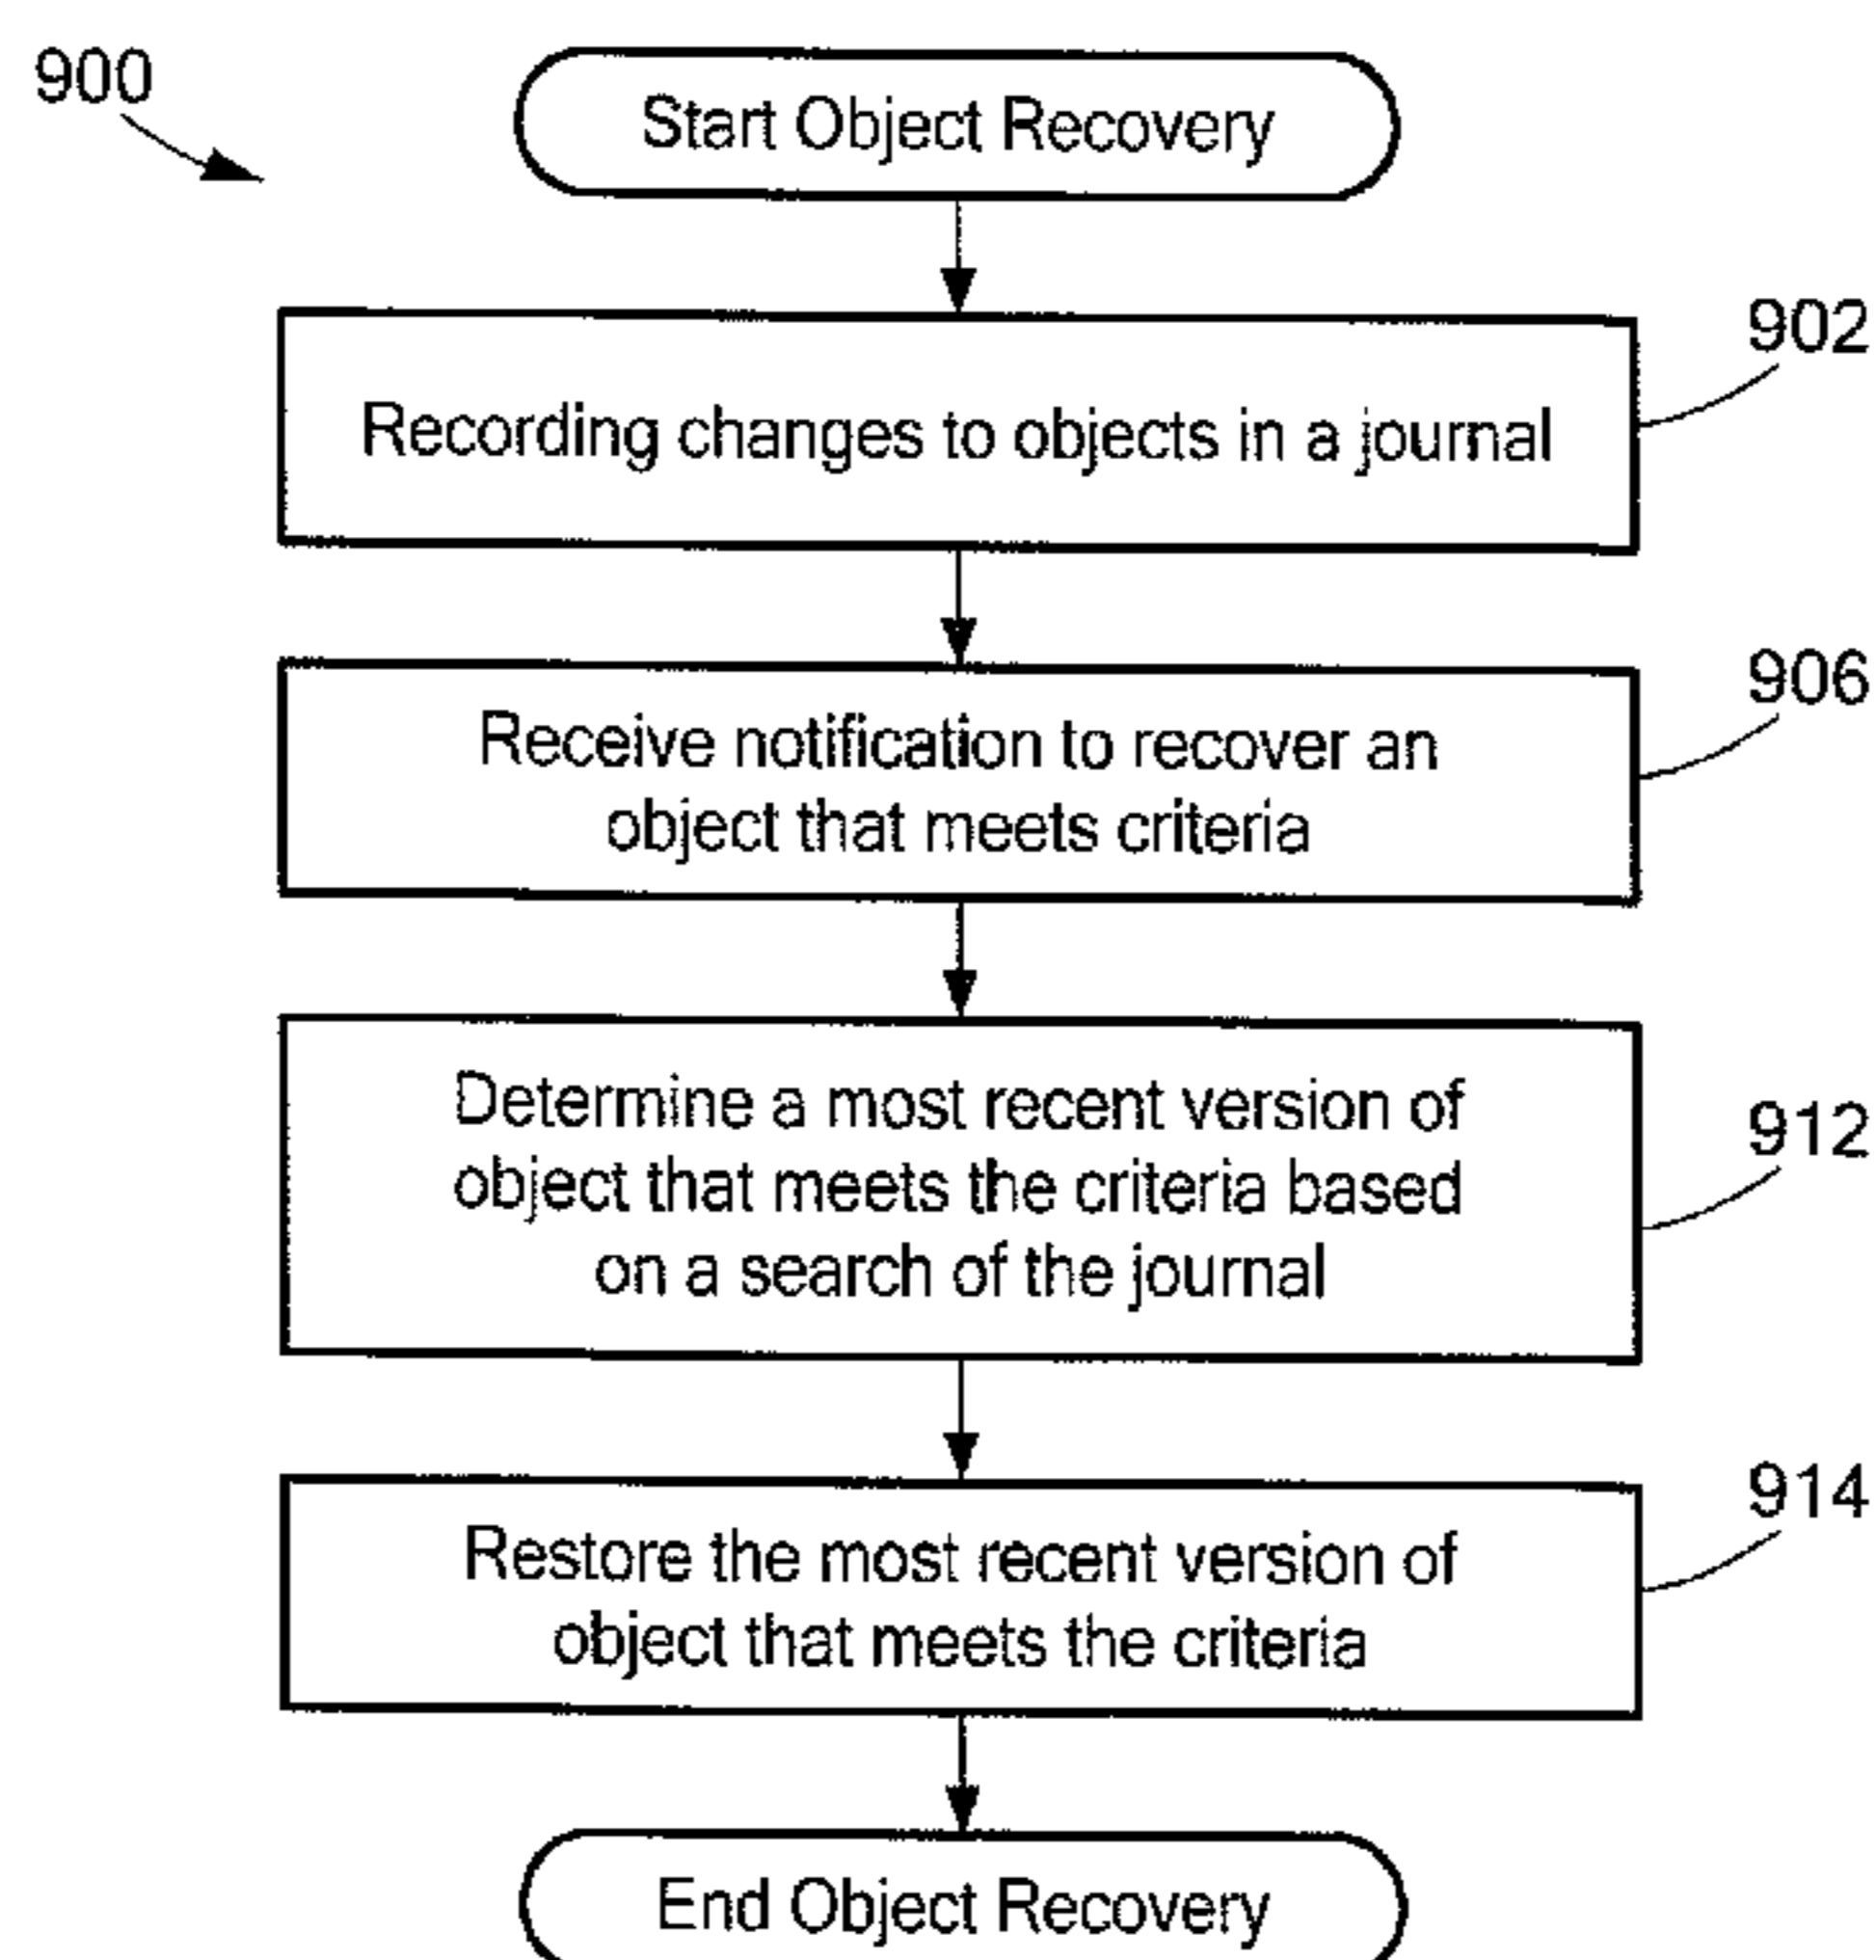 900
Start Object Recovery
902
Recording changes to objects in a journal
906
Receive notification to recover an
object that meets criteria
912
Determine a most recent version of
object that meets the criteria based
on a search of the journal
914
Restore the most recent version of
object that meets the criteria
End Object Recovery